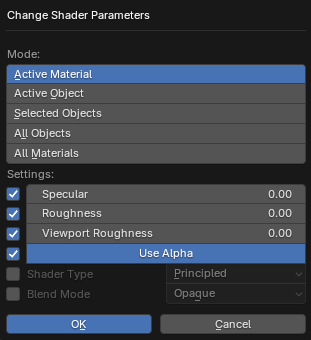 Change Shader Parameters
Mode:
Active Material
Active Object
Selected Objects
All Objects
All Materials
Settings:
Specular 0.00
Roughness 0.00
Viewport Roughness 0.00
Use Alpha
Shader Type Principled
Blend Mode Opaque
OK Cancel